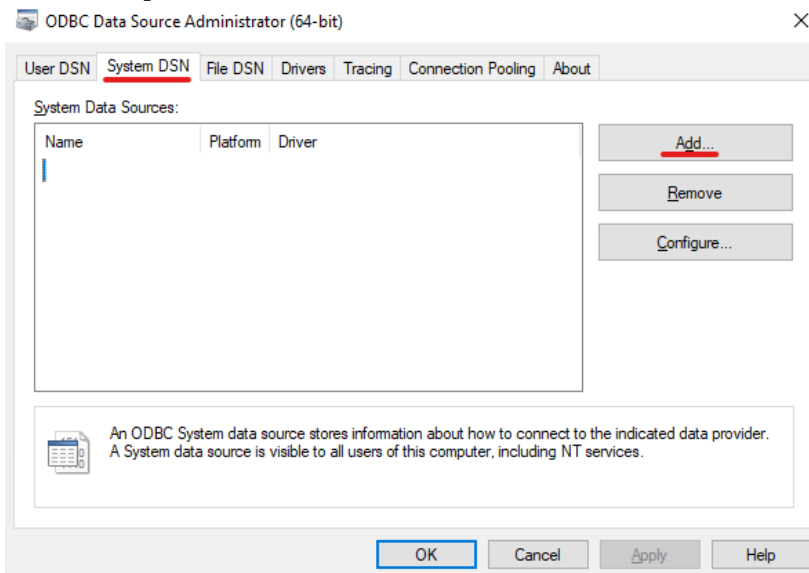 ODBC Data Source Administrator (64-bit)
User DSN System DSN File DSN Drivers Tracing Connection Pooling About
System Data Sources:
Name Platform Driver
Add...
Remove
Configure...
An ODBC System data source stores information about how to connect to the indicated data provider.
A System data source is visible to all users of this computer, including NT services.
OK Cancel Apply Help